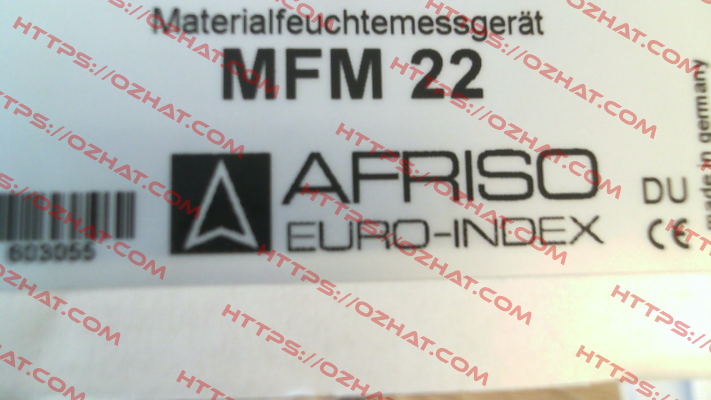 Materialfeuchtemessgerät
MFM 22
AFRISO
EURO-INDEX
DU
CE
made in germany
603055
HTTPS://OZHAT.COM